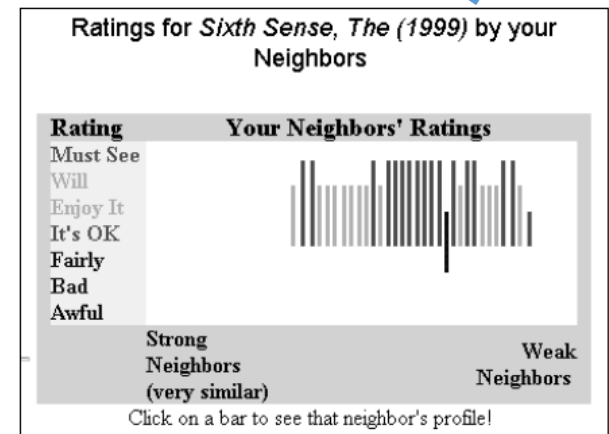 Ratings for Sixth Sense, The (1999) by your
Neighbors
Rating
Your Neighbors' Ratings
Must See
Will
Enjoy It
It's OK
Fairly
Bad
Awful
Strong
Neighbors
(very similar)
Weak
Neighbors
Click on a bar to see that neighbor's profile!